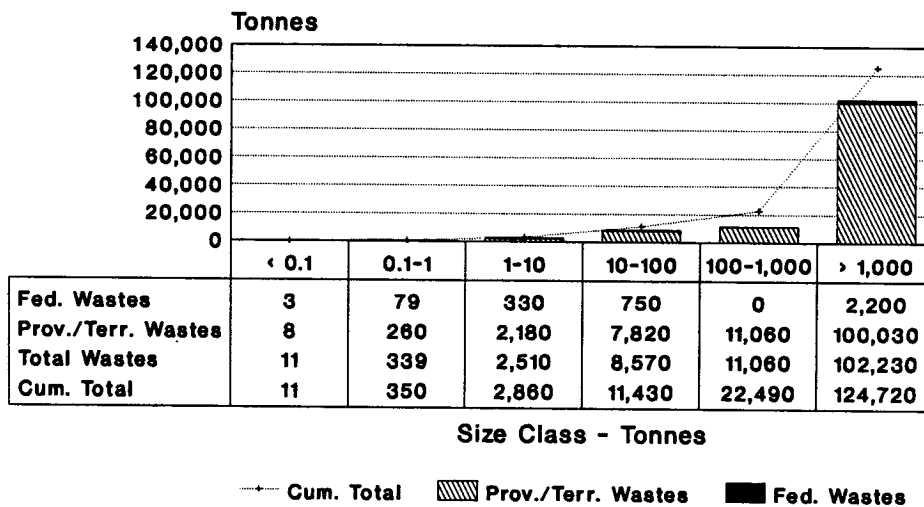 Tonnes
140,000
120,000
100,000
80,000
60,000
40,000
20,000
0
< 0.1 0.1-1 1-10 10-100 100-1,000 > 1,000
Fed. Wastes 3 79 330 750 0 2,200
Prov./Terr. Wastes 8 260 2,180 7,820 11,060 100,030
Total Wastes 11 339 2,510 8,570 11,060 102,230
Cum. Total 11 350 2,860 11,430 22,490 124,720
Size Class - Tonnes
Cum. Total Prov./Terr. Wastes Fed. Wastes